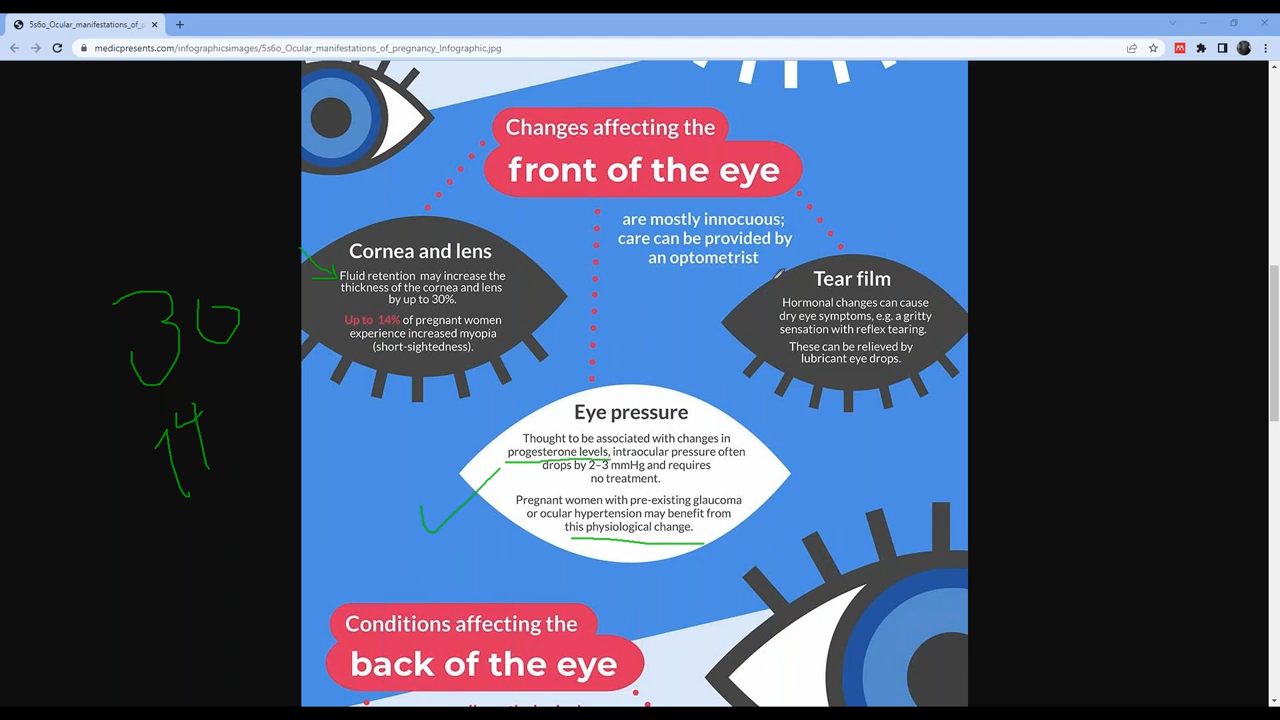 5s6o_Ocular_manifestations_of_p
medicpresents.com/infographicsimages/5s6o_Ocular_manifestations_of_pregnancy_Infographic.jpg
Changes affecting the
front of the eye
are mostly innocuous;
care can be provided by
an optometrist
Cornea and lens
Fluid retention may increase the
thickness of the cornea and lens
by up to 30%.
Up to 14% of pregnant women
experience increased myopia
(short-sightedness).
Tear film
Hormonal changes can cause
dry eye symptoms, e.g. a gritty
sensation with reflex tearing.
These can be relieved by
lubricant eye drops.
30
14
Eye pressure
Thought to be associated with changes in
progesterone levels, intraocular pressure often
drops by 2–3 mmHg and requires
no treatment.
Pregnant women with pre-existing glaucoma
or ocular hypertension may benefit from
this physiological change.
Conditions affecting the
back of the eye